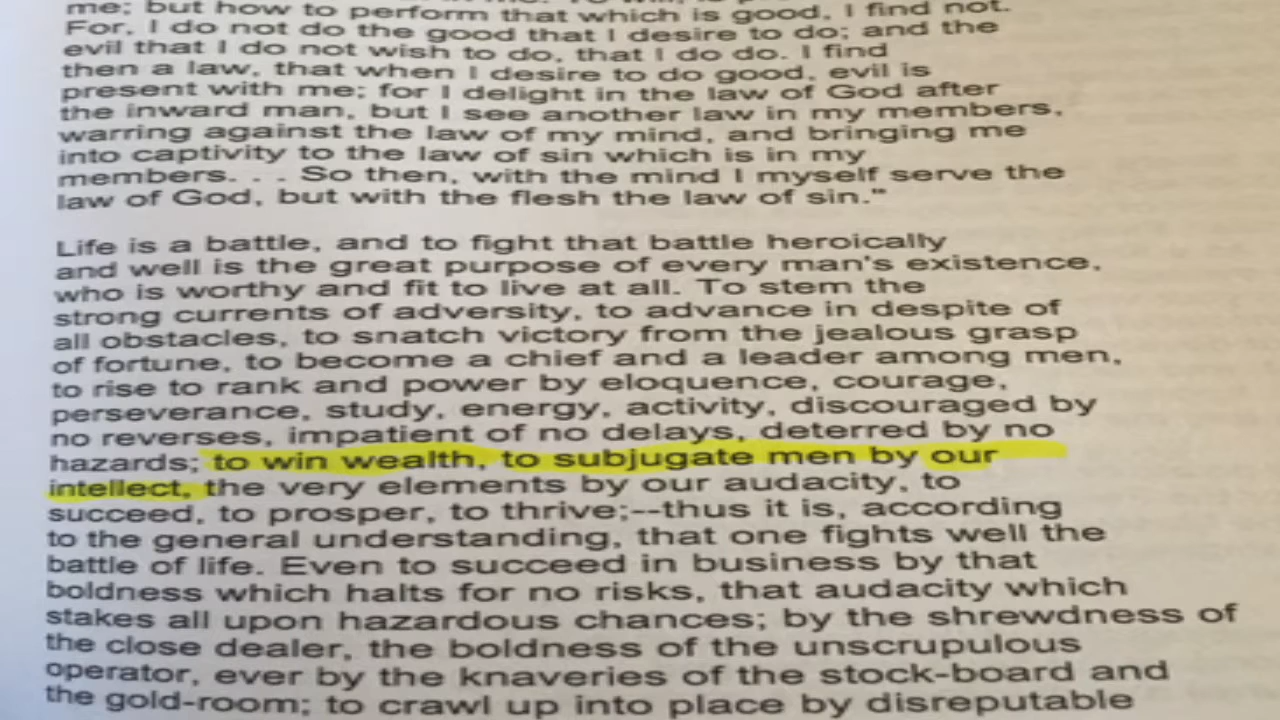 me; but how to perform that which is good, I find not.
For, I do not do the good that I desire to do; and the
evil that I do not wish to do, that I do do. I find
then a law, that when I desire to do good, evil is
present with me; for I delight in the law of God after
the inward man, but I see another law in my members,
warring against the law of my mind, and bringing me
into captivity to the law of sin which is in my
members. . . So then, with the mind I myself serve the
law of God, but with the flesh the law of sin."
Life is a battle, and to fight that battle heroically
and well is the great purpose of every man's existence,
who is worthy and fit to live at all. To stem the
strong currents of adversity, to advance in despite of
all obstacles, to snatch victory from the jealous grasp
of fortune, to become a chief and a leader among men,
to rise to rank and power by eloquence, courage,
perseverance, study, energy, activity, discouraged by
no reverses, impatient of no delays, deterred by no
hazards; to win wealth, to subjugate men by our
intellect, the very elements by our audacity, to
succeed, to prosper, to thrive;--thus it is, according
to the general understanding, that one fights well the
battle of life. Even to succeed in business by that
boldness which halts for no risks, that audacity which
stakes all upon hazardous chances; by the shrewdness of
the close dealer, the boldness of the unscrupulous
operator, ever by the knaveries of the stock-board and
the gold-room; to crawl up into place by disreputable